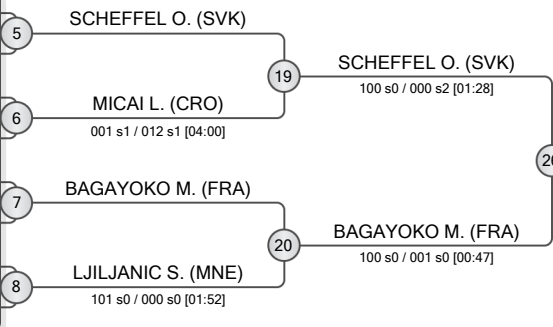 SCHEFFEL O. (SVK)
5
SCHEFFEL O. (SVK)
19
100 s0 / 000 s2 [01:28]
MICAI L. (CRO)
6
001 s1 / 012 s1 [04:00]
BAGAYOKO M. (FRA)
7
BAGAYOKO M. (FRA)
20
100 s0 / 001 s0 [00:47]
LJILJANIC S. (MNE)
8
101 s0 / 000 s0 [01:52]